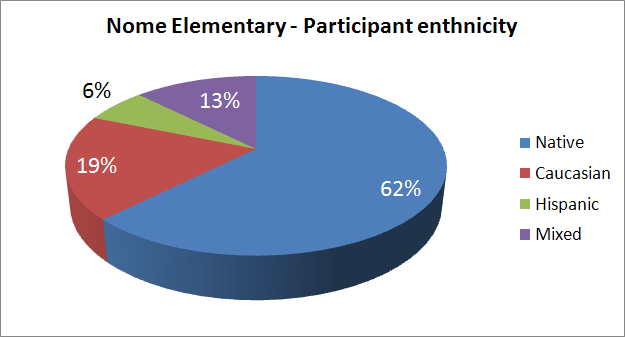 Nome Elementary - Participant enthnicity
6%
13%
19%
62%
Native
Caucasian
Hispanic
Mixed